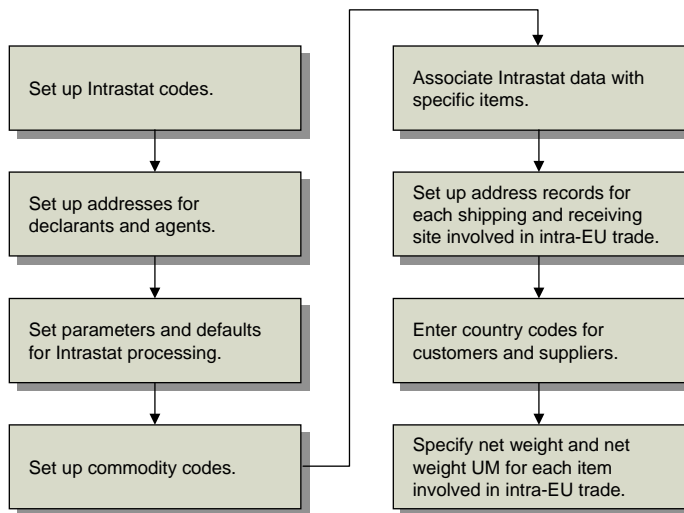 Set up Intrastat codes.
Set up addresses for
declarants and agents.
Set parameters and defaults
for Intrastat processing.
Set up commodity codes.
Associate Intrastat data with
specific items.
Set up address records for
each shipping and receiving
site involved in intra-EU trade.
Enter country codes for
customers and suppliers.
Specify net weight and net
weight UM for each item
involved in intra-EU trade.